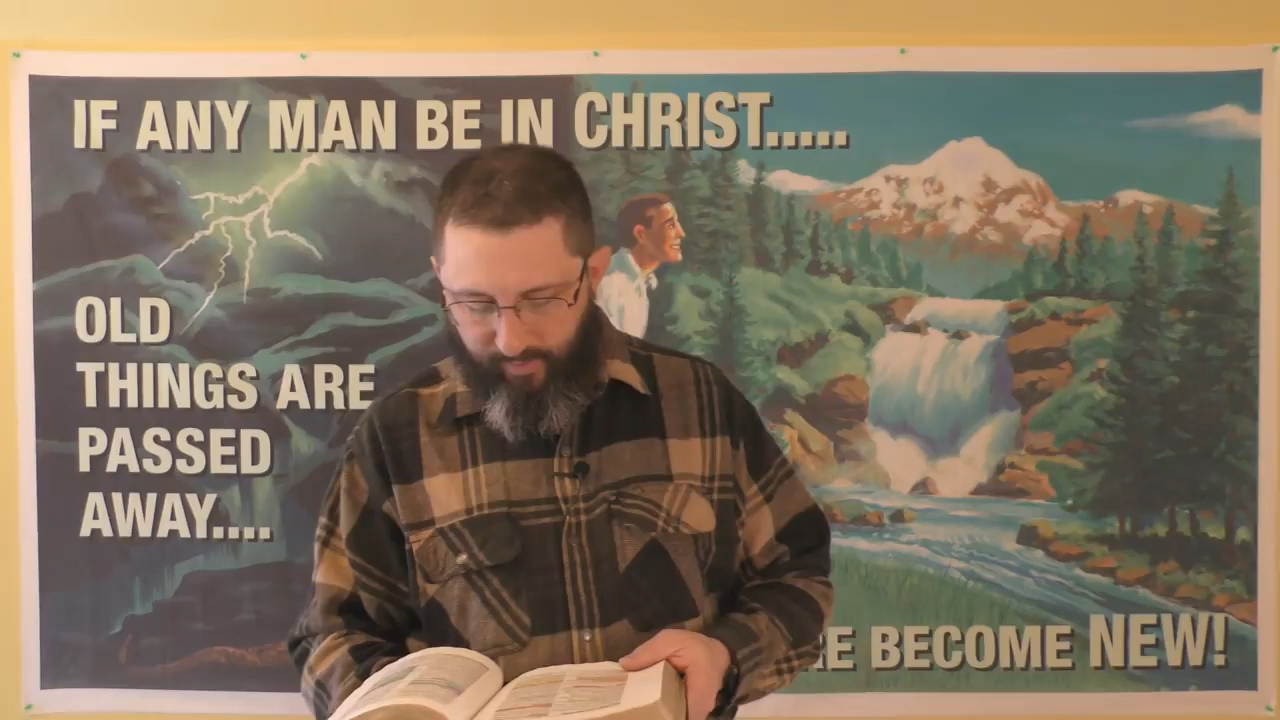 IF ANY MAN BE IN CHRIST.....
OLD
THINGS ARE
PASSED
AWAY....
BECOME NEW!